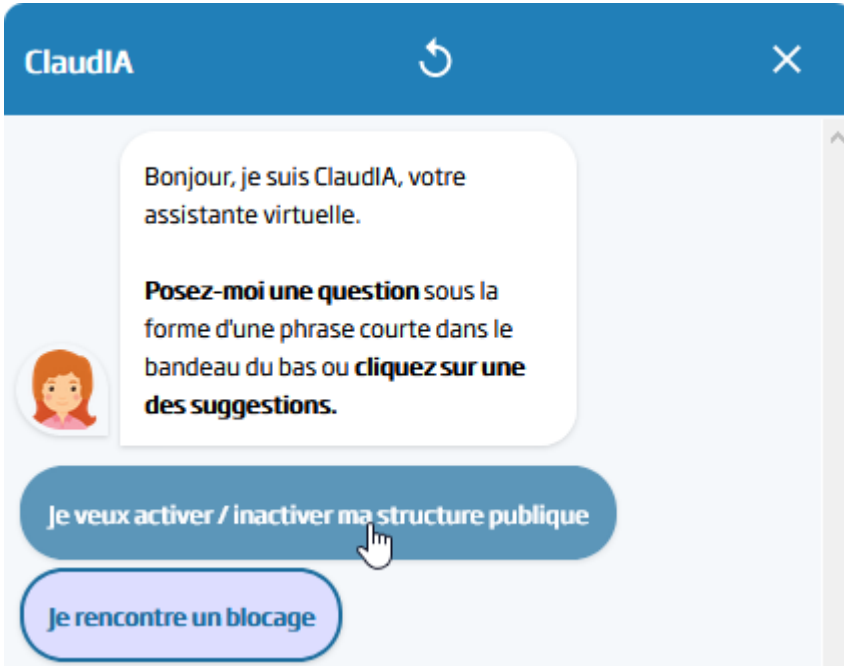 ClaudIA
Bonjour, je suis ClaudIA, votre
assistante virtuelle.
Posez-moi une question sous la
forme d'une phrase courte dans le
bandeau du bas ou cliquez sur une
des suggestions.
Je veux activer / inactiver ma structure publique
Je rencontre un blocage